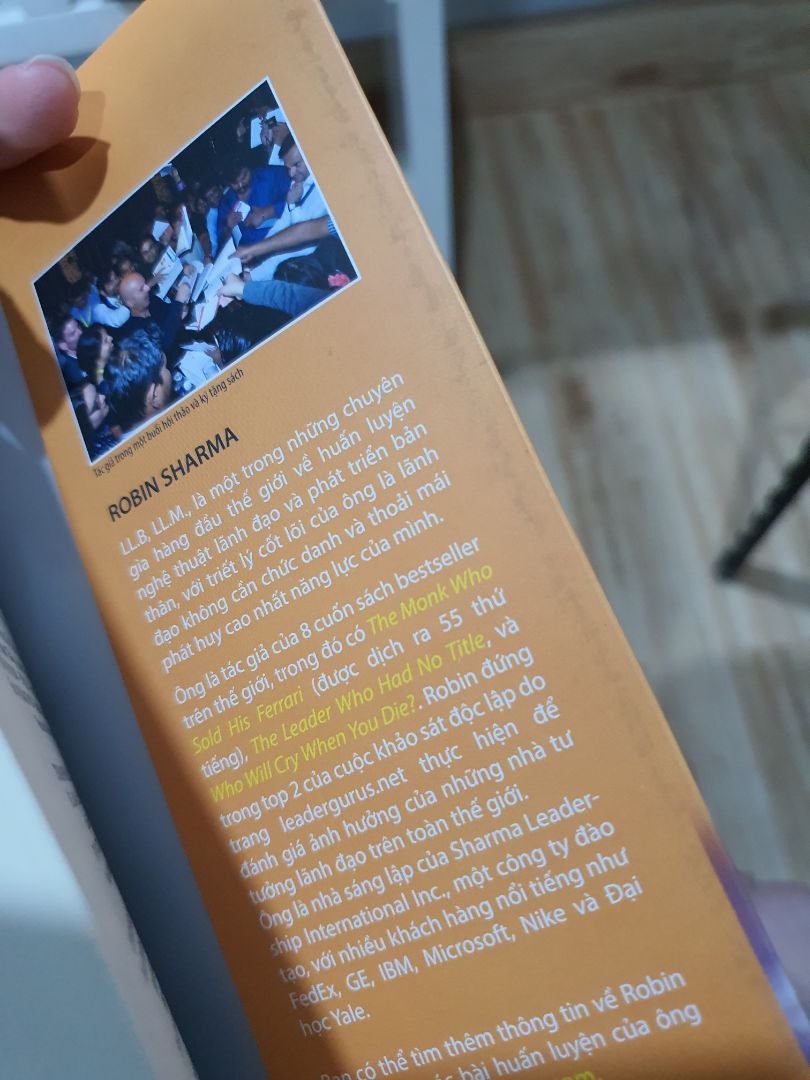 Tác giả trong một buổi hội thảo và ký tặng sách
ROBIN SHARMA
LL.B, LL.M., là một trong những chuyên
gia hàng đầu thế giới về huấn luyện
nghệ thuật lãnh đạo và phát triển bản
thân, với triết lý cốt lõi của ông là lãnh
đạo không cần chức danh và thoải mái
phát huy cao nhất năng lực của mình.
Ông là tác giả của 8 cuốn sách bestseller
trên thế giới, trong đó có The Monk Who
Sold His Ferrari (được dịch ra 55 thứ
tiếng), The Leader Who Had No Title, và
Who Will Cry When You Die?. Robin đứng
trong top 2 của cuộc khảo sát độc lập do
trang leadergurus.net thực hiện để
đánh giá ảnh hưởng của những nhà tư
tưởng lãnh đạo trên toàn thế giới.
Ông là nhà sáng lập của Sharma Leader-
ship International Inc., một công ty đào
tạo, với nhiều khách hàng nổi tiếng như
FedEx, GE, IBM, Microsoft, Nike và Đại
học Yale.
Bạn có thể tìm thêm thông tin về Robin
bài huấn luyện của ông